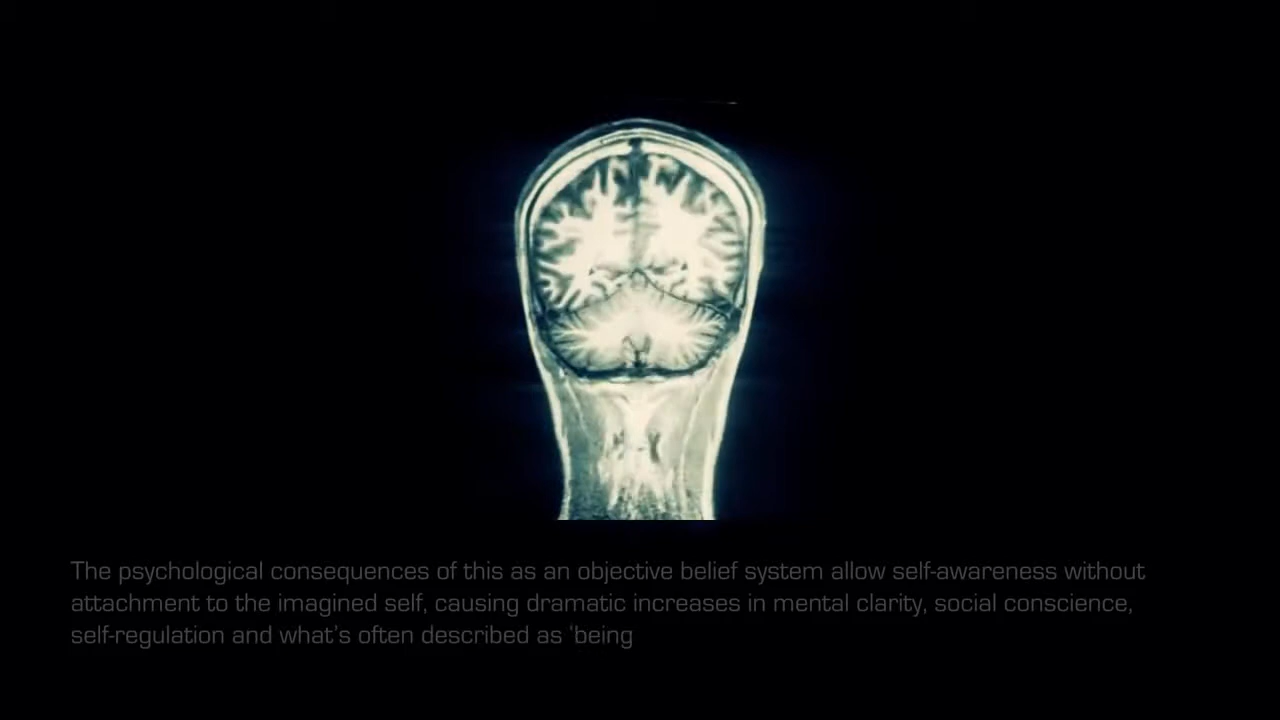 The psychological consequences of this as an objective belief system allow self-awareness without
attachment to the imagined self, causing dramatic increases in mental clarity, social conscience,
self-regulation and what's often described as 'being